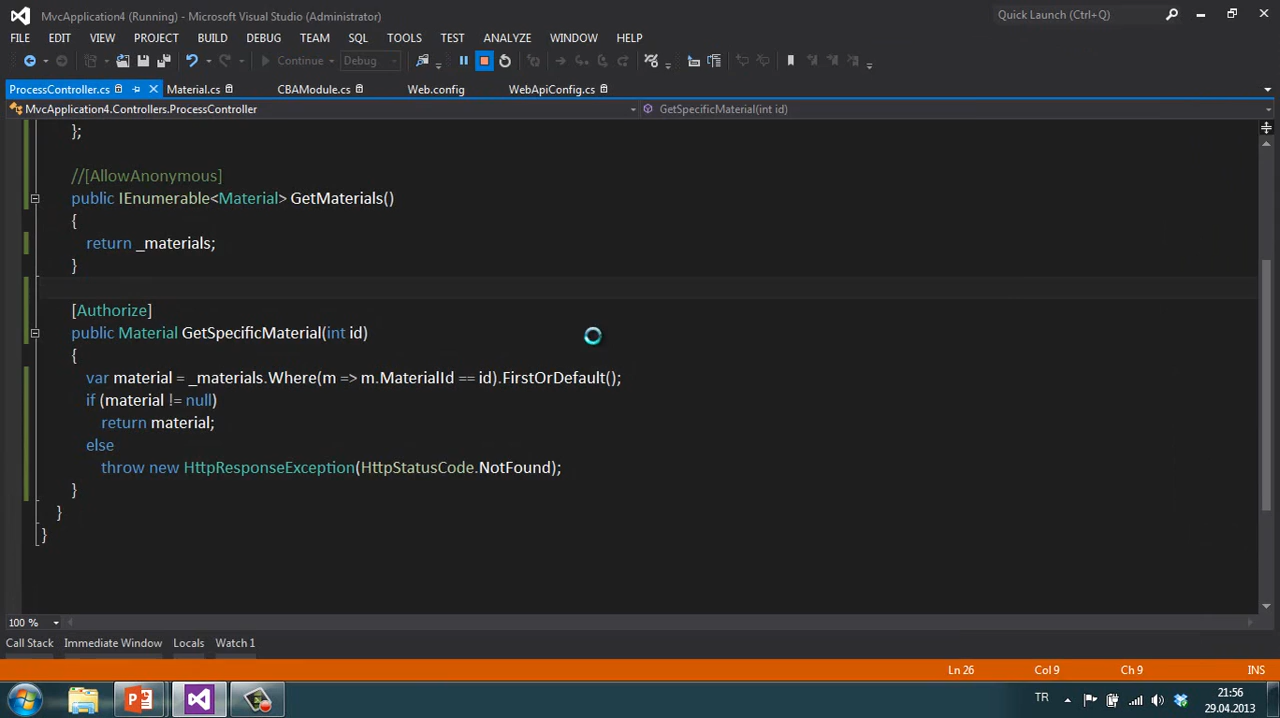 MvcApplication4 (Running) - Microsoft Visual Studio (Administrator)
Quick Launch (Ctrl+Q)
FILE EDIT VIEW PROJECT BUILD DEBUG TEAM SQL TOOLS TEST ANALYZE WINDOW HELP
Continue Debug
ProcessController.cs Material.cs CBAModule.cs Web.config WebApiConfig.cs
MvcApplication4.Controllers.ProcessController GetSpecificMaterial(int id)
};
//[AllowAnonymous]
public IEnumerable<Material> GetMaterials()
{
return _materials;
}
[Authorize]
public Material GetSpecificMaterial(int id)
{
var material = _materials.Where(m => m.MaterialId == id).FirstOrDefault();
if (material != null)
return material;
else
throw new HttpResponseException(HttpStatusCode.NotFound);
}
}
}
100 %
Call Stack Immediate Window Locals Watch 1
Ln 26 Col 9 Ch 9 INS
TR 21:56
29.04.2013